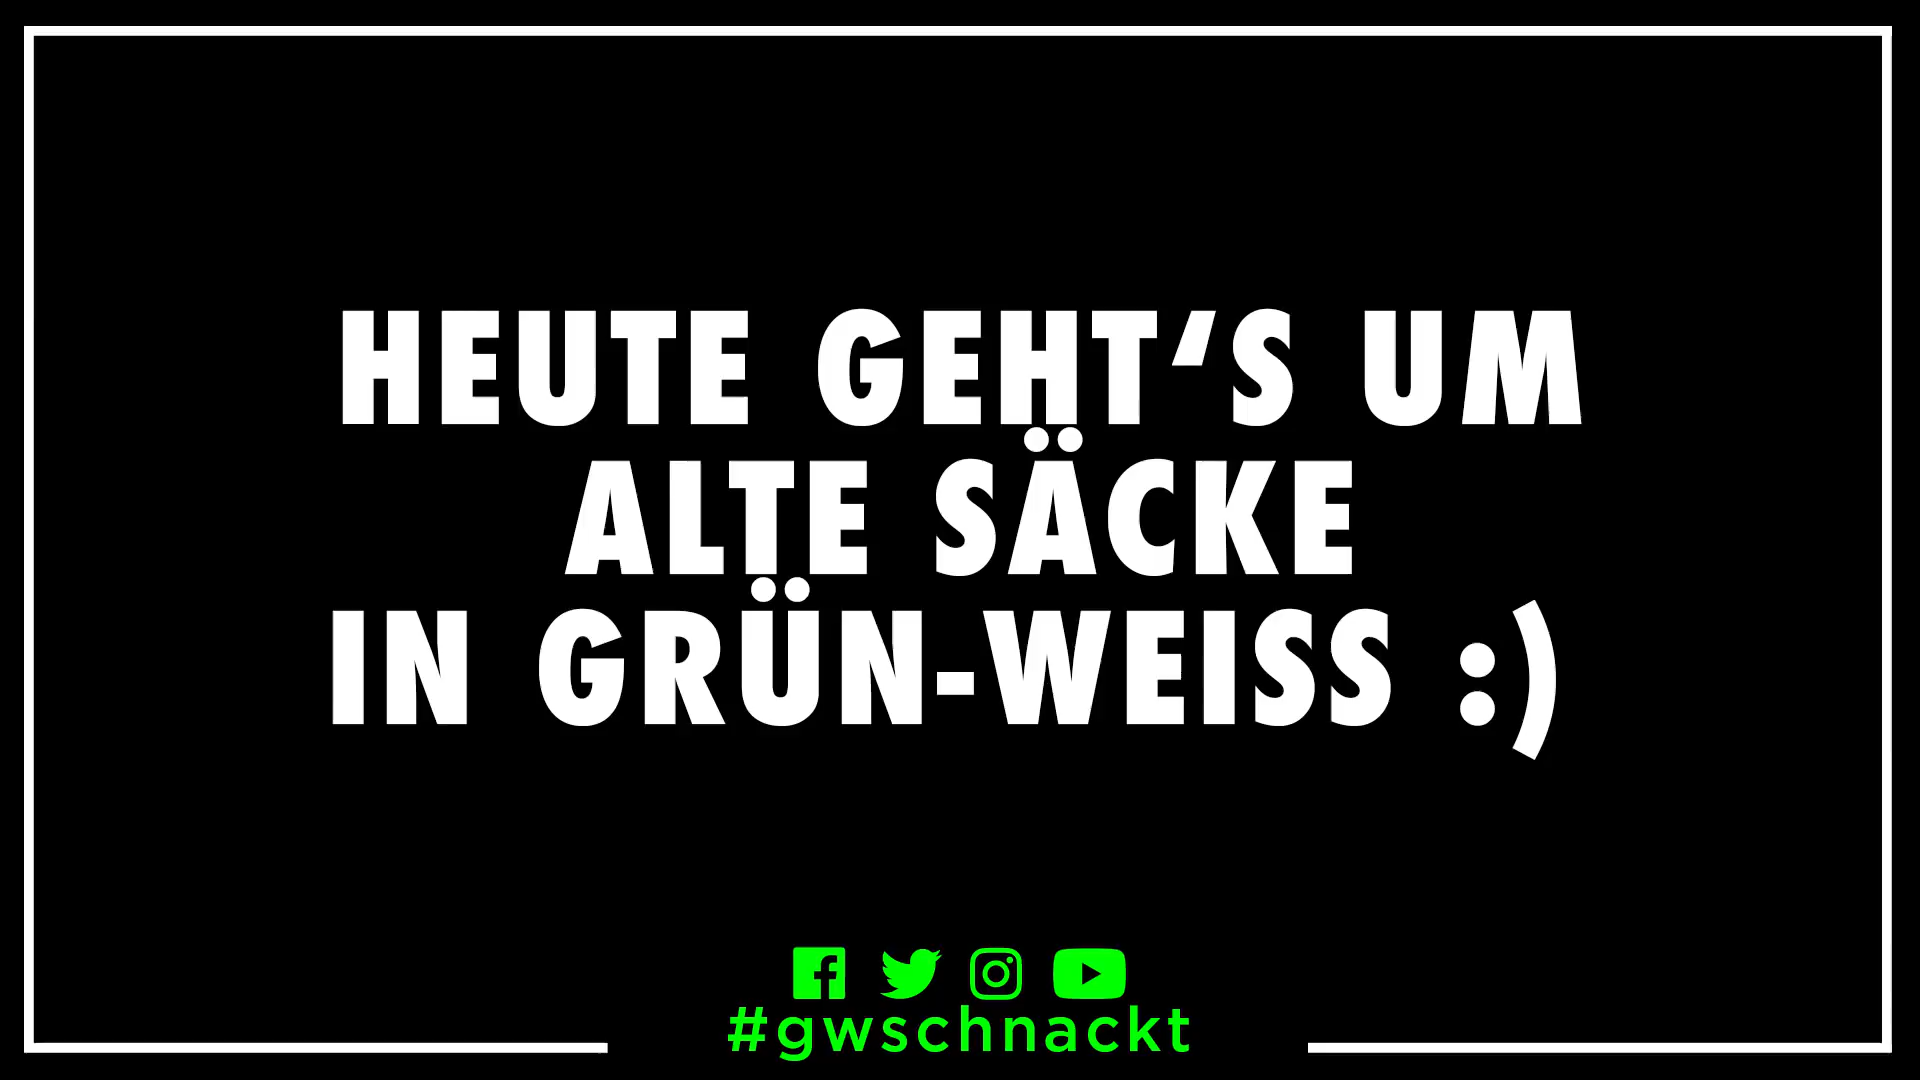 HEUTE GEHT‘S UM
ALTE SÄCKE
IN GRÜN-WEISS :)
#gwschnackt